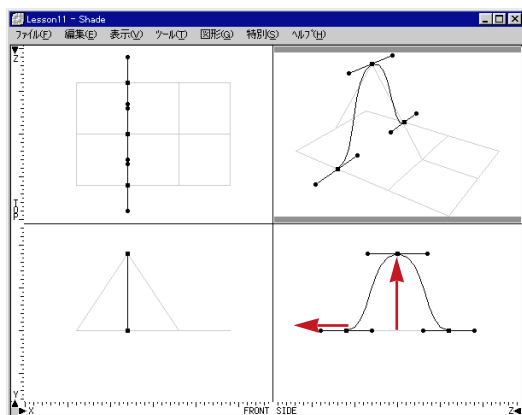 Lesson11 - Shade
ファイル(F) 編集(E) 表示(V) ツール(T) 図形(G) 特別(S) ヘルプ(H)
Z
TOP
Y
X FRONT SIDE Z